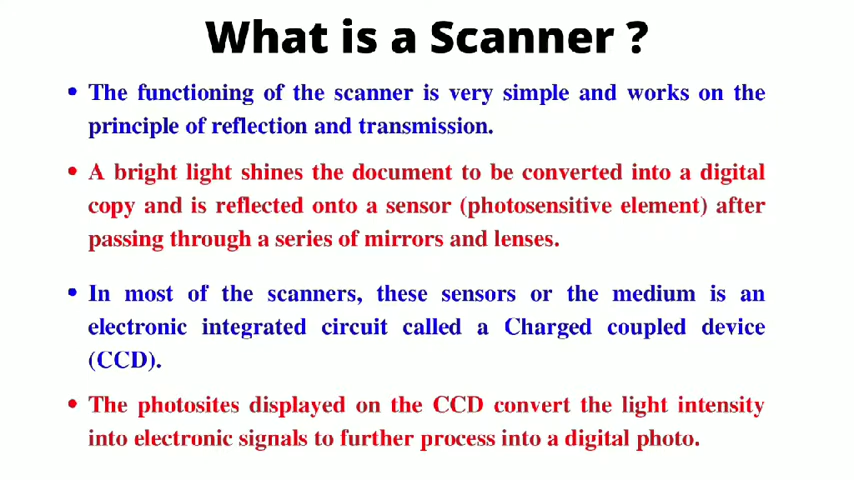 What is a Scanner ?
• The functioning of the scanner is very simple and works on the
principle of reflection and transmission.
• A bright light shines the document to be converted into a digital
copy and is reflected onto a sensor (photosensitive element) after
passing through a series of mirrors and lenses.
• In most of the scanners, these sensors or the medium is an
electronic integrated circuit called a Charged coupled device
(CCD).
• The photosites displayed on the CCD convert the light intensity
into electronic signals to further process into a digital photo.